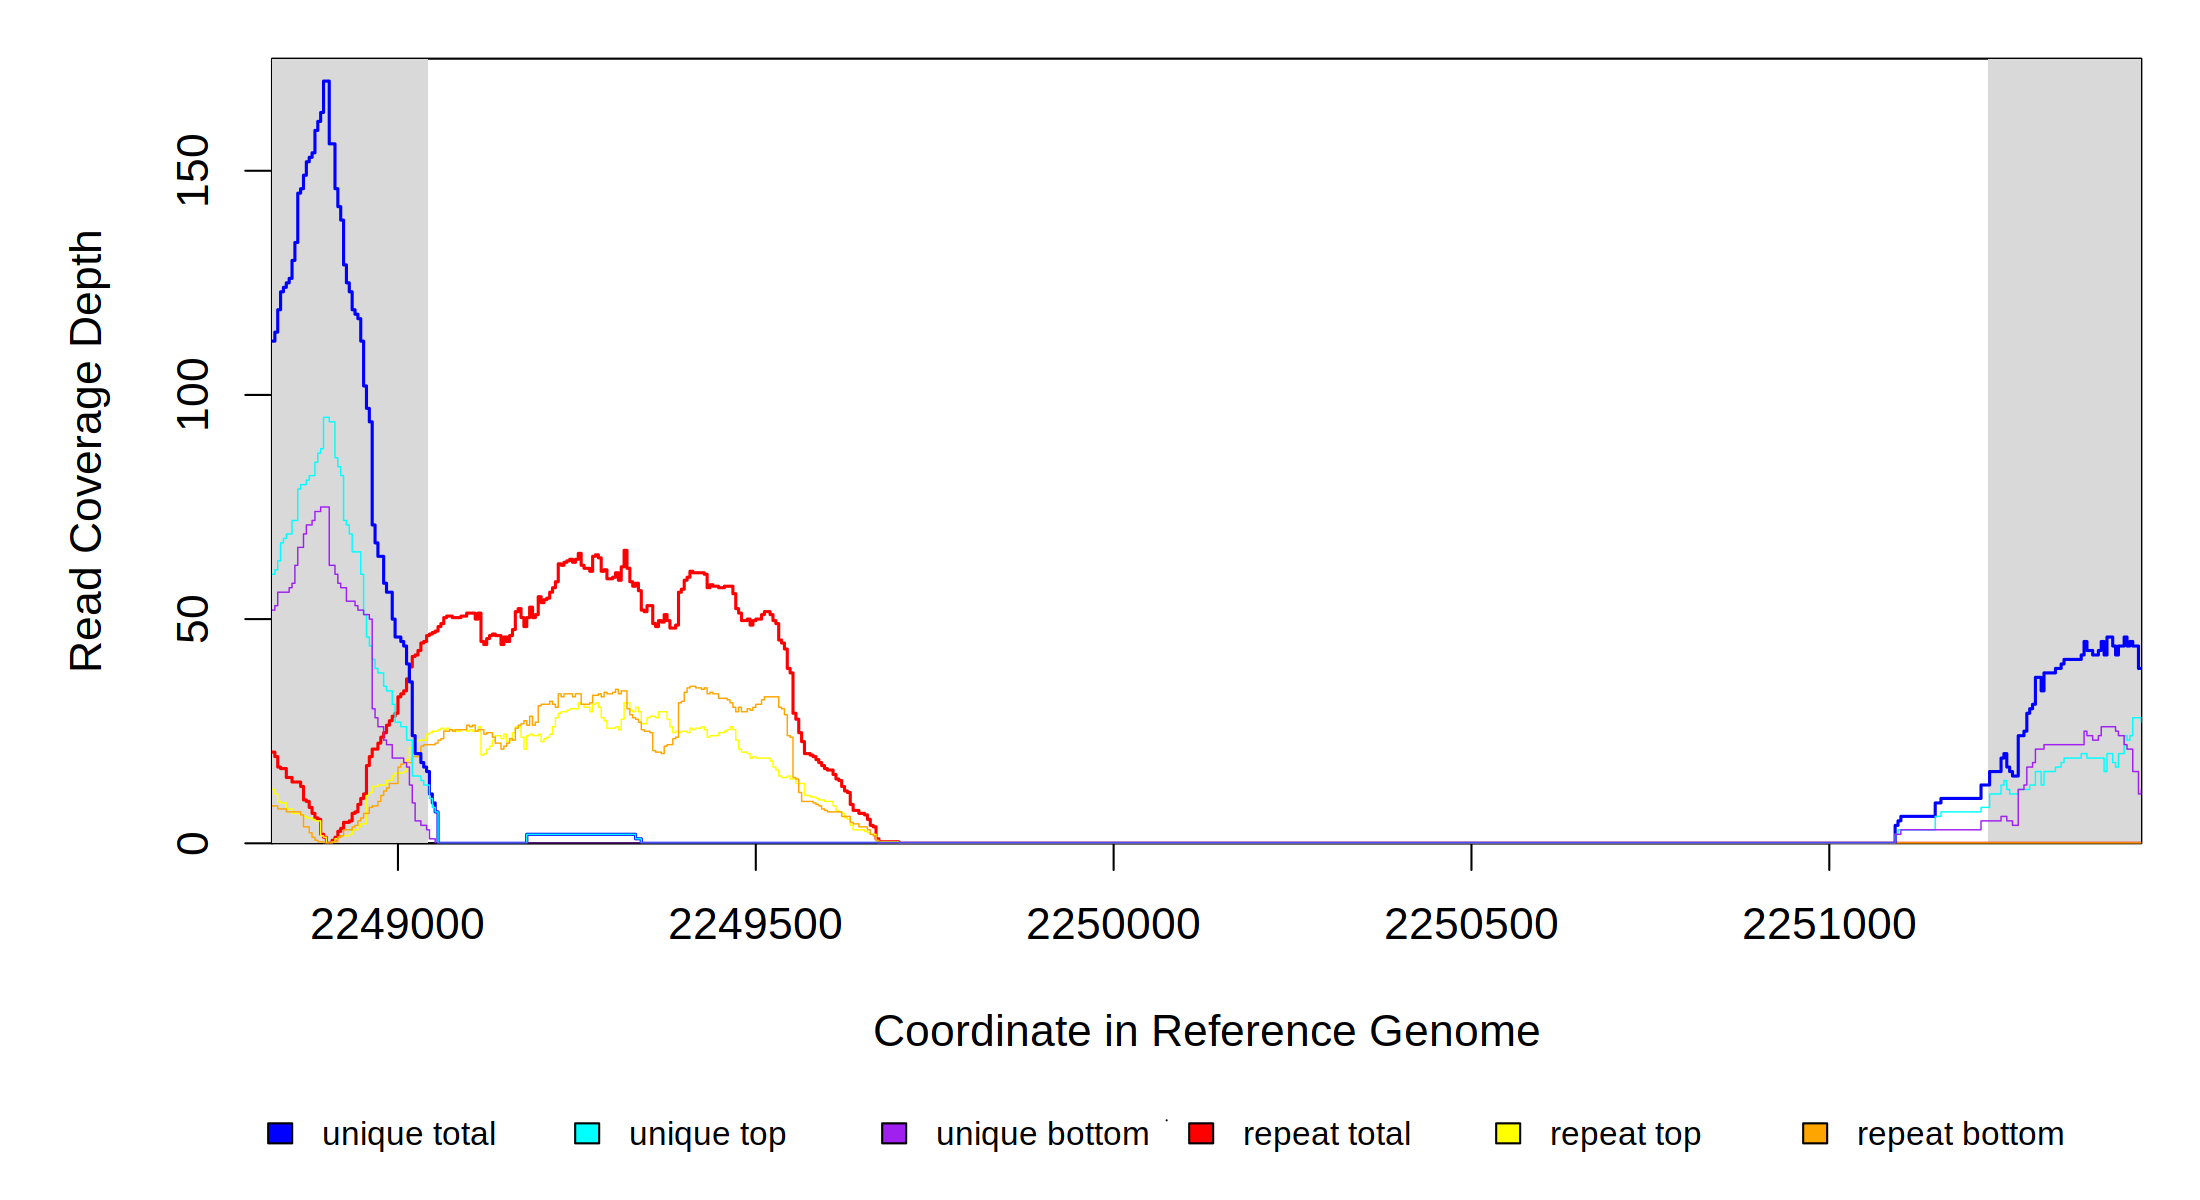 150
100
50
0
Read Coverage Depth
2249000 2249500 2250000 2250500 2251000
Coordinate in Reference Genome
unique total unique top unique bottom repeat total repeat top repeat bottom